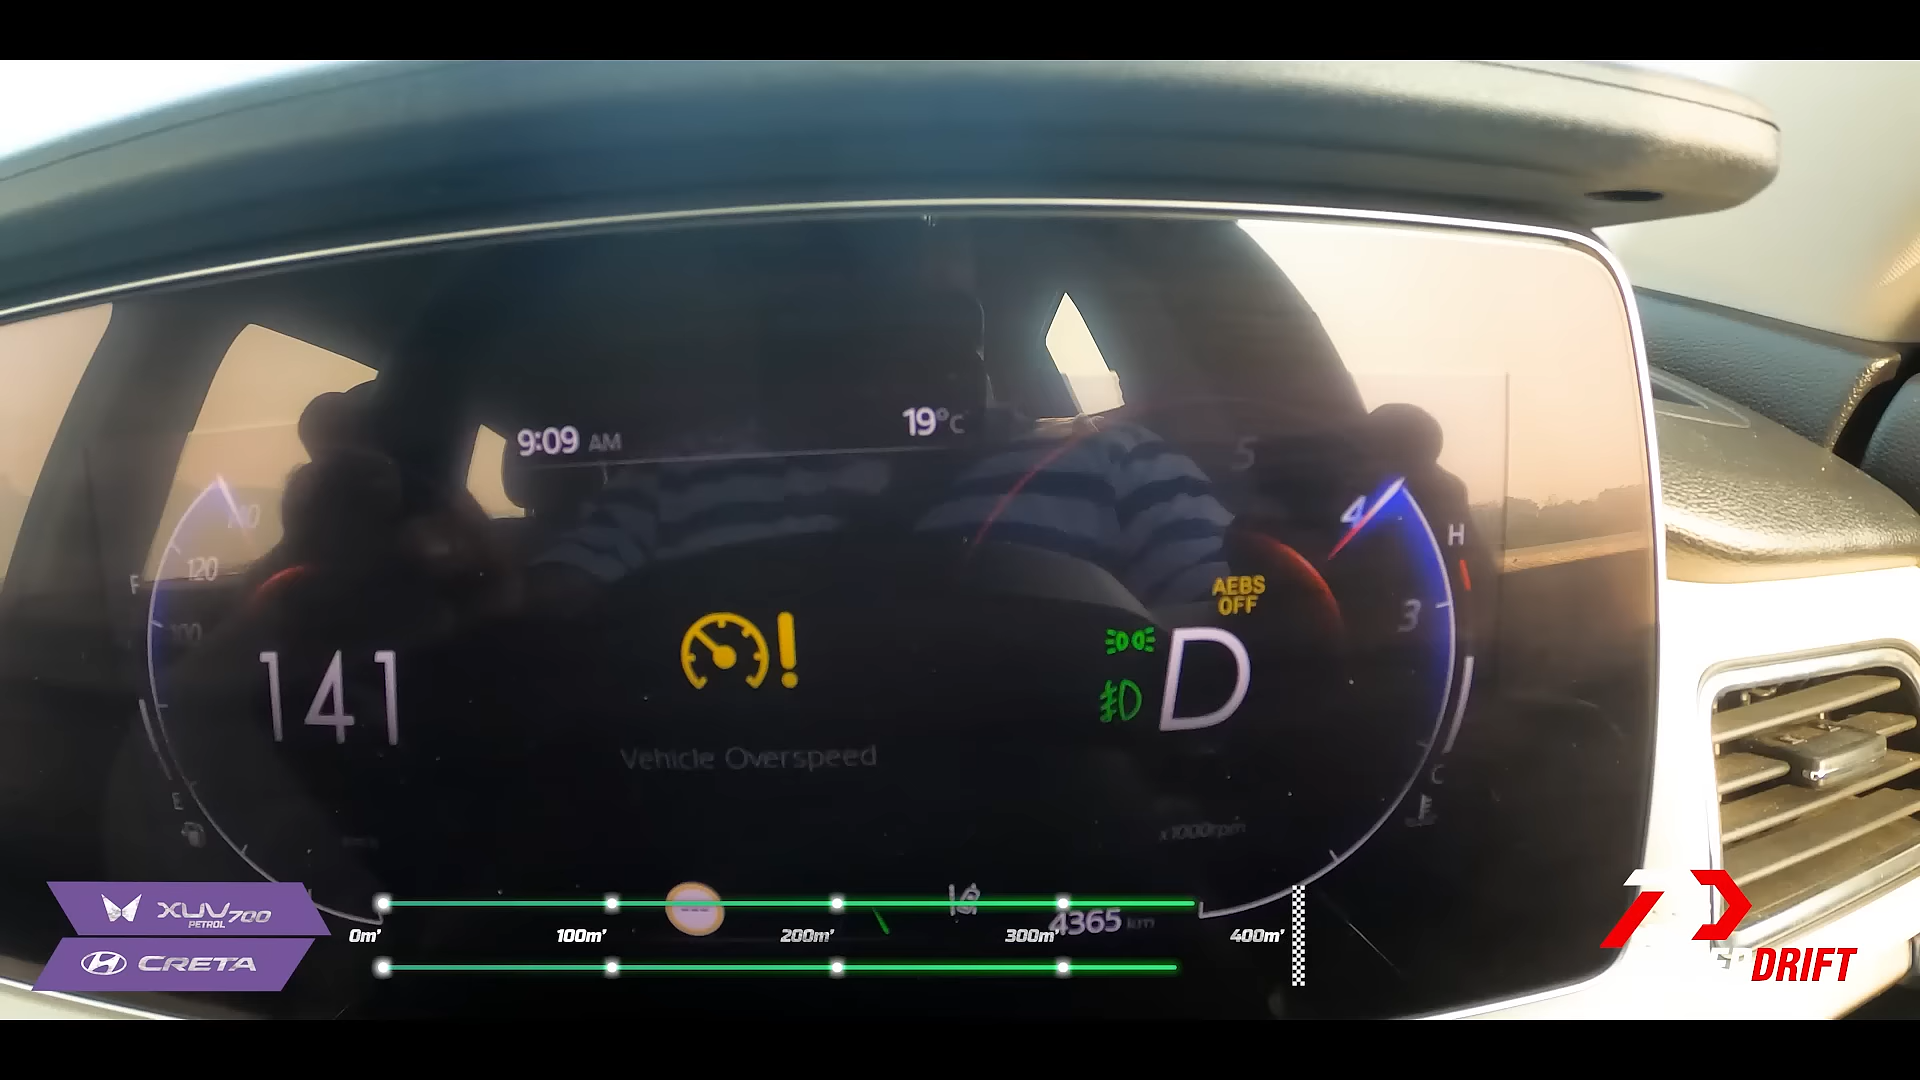 9:09 AM
19°C
5
140
4
H
F
120
AEBS
OFF
100
3
141
D
Vehicle Overspeed
C
E
x1000rpm
XUV700
PETROL
4365 km
0m'
100m'
200m'
300m'
400m'
CRETA
DRIFT